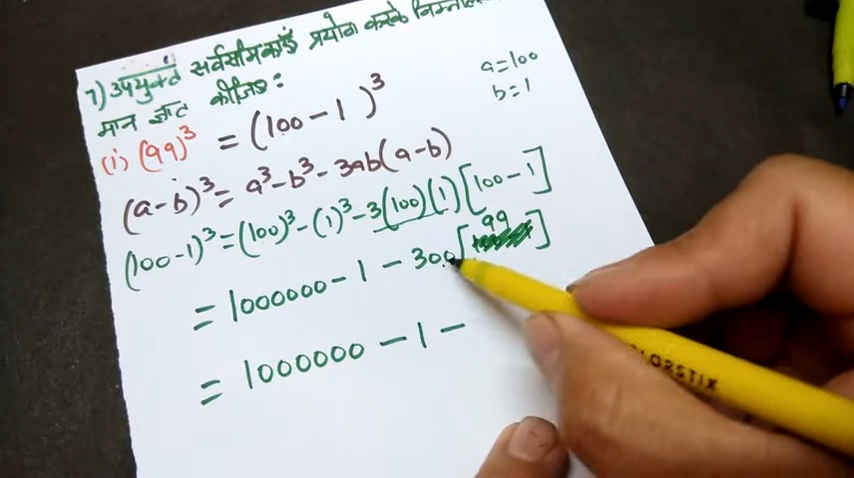 7) उपयुक्त सर्वसमिकाओं प्रयोग करके निम्नलि
मान ज्ञात कीजिए :
a=100
b=1
(i) (99)³ = (100-1)³
(a-b)³ = a³-b³-3ab(a-b)
(100-1)³ = (100)³-(1)³-3(100)(1)[100-1]
= 1000000-1-300[99]
= 1000000-1-
COLORSTIX